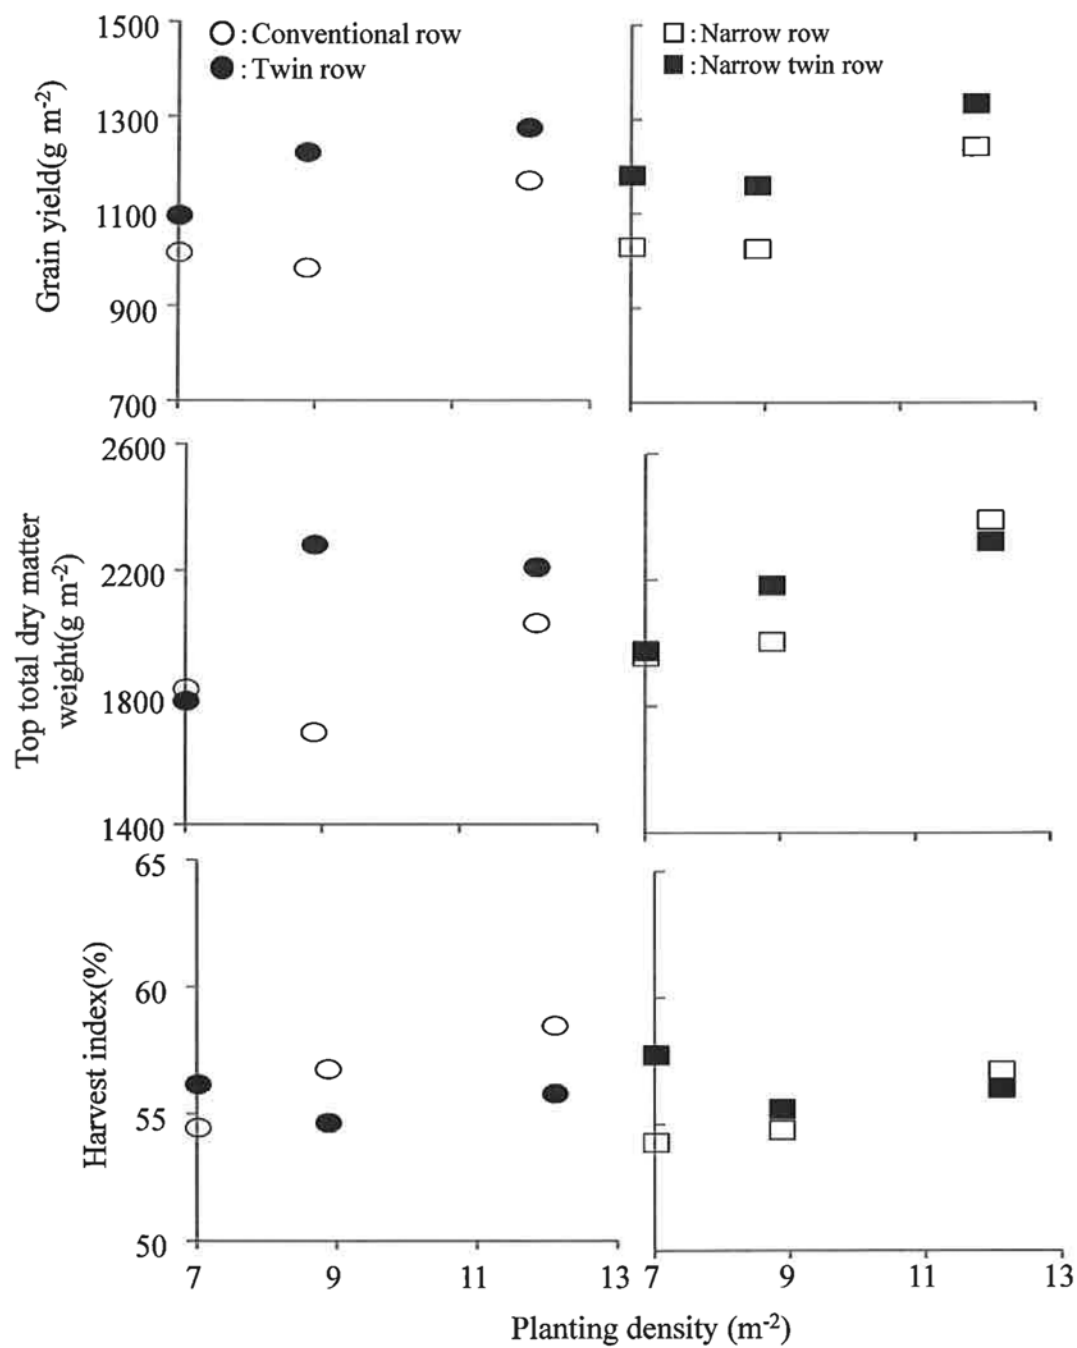 1500
1300
1100
900
700
Grain yield(g m-2)
○ : Conventional row
● : Twin row
□ : Narrow row
■ : Narrow twin row
2600
2200
1800
1400
Top total dry matter
weight(g m-2)
65
60
55
50
Harvest index(%)
7 9 11 13 7 9 11 13
Planting density (m-2)